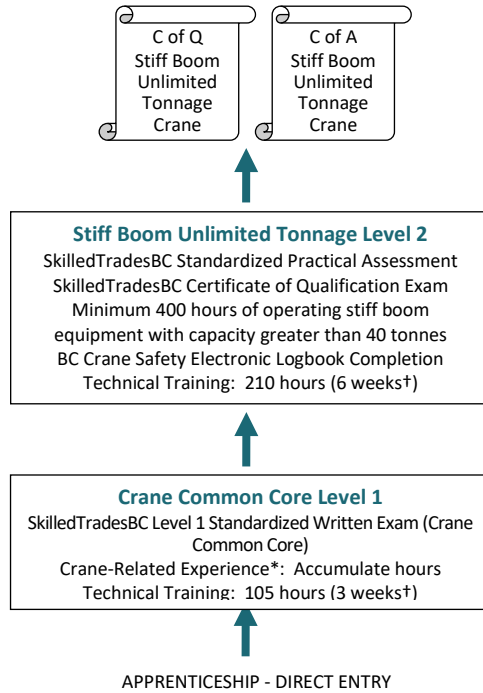 C of Q
Stiff Boom
Unlimited
Tonnage
Crane
C of A
Stiff Boom
Unlimited
Tonnage
Crane
Stiff Boom Unlimited Tonnage Level 2
SkilledTradesBC Standardized Practical Assessment
SkilledTradesBC Certificate of Qualification Exam
Minimum 400 hours of operating stiff boom
equipment with capacity greater than 40 tonnes
BC Crane Safety Electronic Logbook Completion
Technical Training: 210 hours (6 weeks†)
Crane Common Core Level 1
SkilledTradesBC Level 1 Standardized Written Exam (Crane
Common Core)
Crane-Related Experience*: Accumulate hours
Technical Training: 105 hours (3 weeks†)
APPRENTICESHIP - DIRECT ENTRY